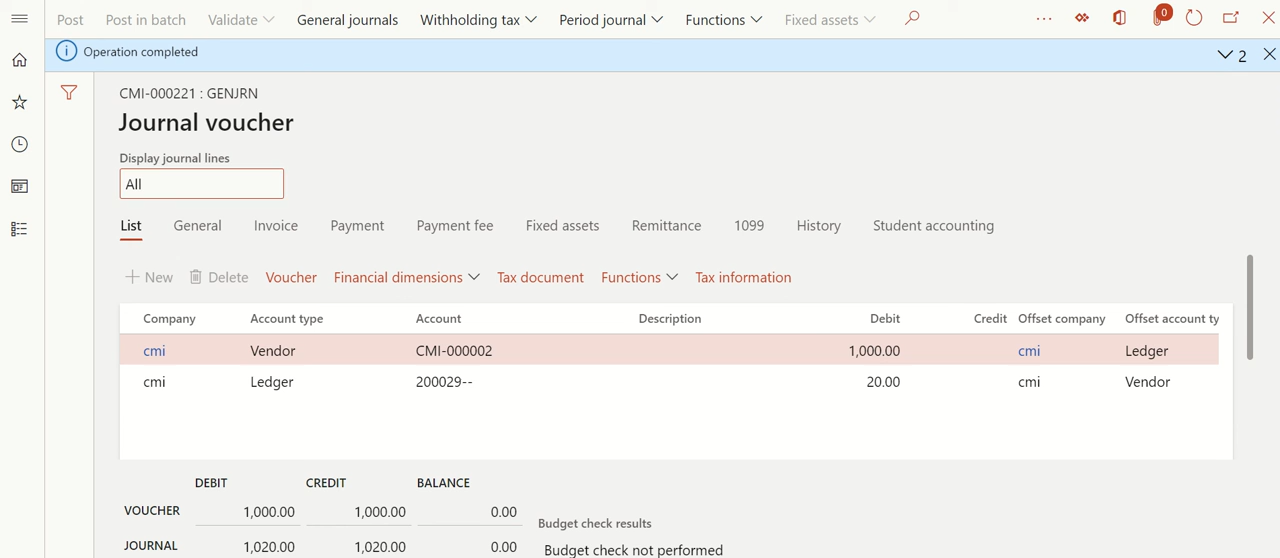 Post Post in batch Validate General journals Withholding tax Period journal Functions Fixed assets ... 0
Operation completed 2
CMI-000221 : GENJRN
Journal voucher
Display journal lines
All
List General Invoice Payment Payment fee Fixed assets Remittance 1099 History Student accounting
New Delete Voucher Financial dimensions Tax document Functions Tax information
Company Account type Account Description Debit Credit Offset company Offset account ty
cmi Vendor CMI-000002 1,000.00 cmi Ledger
cmi Ledger 200029-- 20.00 cmi Vendor
DEBIT CREDIT BALANCE
VOUCHER 1,000.00 1,000.00 0.00
Budget check results
JOURNAL 1,020.00 1,020.00 0.00
Budget check not performed